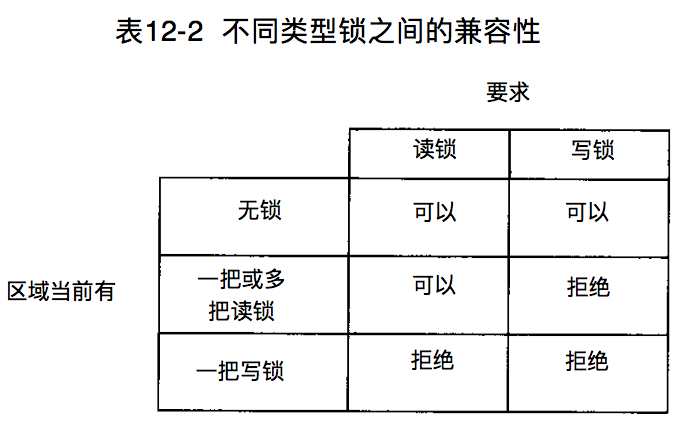 表12-2 不同类型锁之间的兼容性
要求
读锁 写锁
无锁 可以 可以
区域当前有
一把或多
把读锁
可以 拒绝
一把写锁 拒绝 拒绝